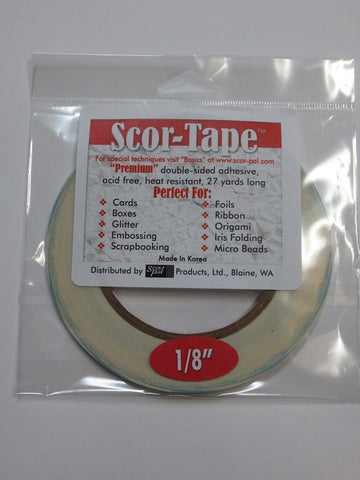 Scor-Tape™
For special techniques visit "Basics" at www.scor-pal.com
"Premium" double-sided adhesive,
acid free, heat resistant, 27 yards long
Perfect For:
Cards
Boxes
Glitter
Embossing
Scrapbooking
Foils
Ribbon
Origami
Iris Folding
Micro Beads
Made in Korea
Distributed by Scor Pal Products, Ltd., Blaine, WA
1/8"